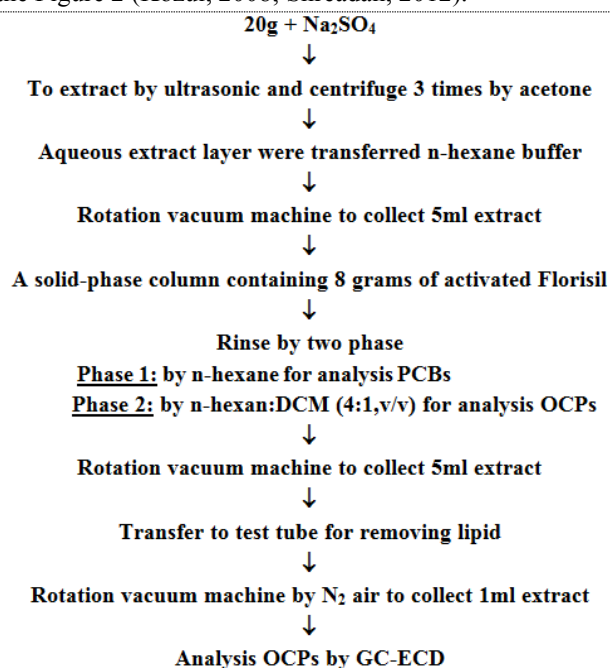 20g + Na₂SO₄
↓
To extract by ultrasonic and centrifuge 3 times by acetone
↓
Aqueous extract layer were transferred n-hexane buffer
↓
Rotation vacuum machine to collect 5ml extract
↓
A solid-phase column containing 8 grams of activated Florisil
↓
Rinse by two phase
Phase 1: by n-hexane for analysis PCBs
Phase 2: by n-hexan:DCM (4:1,v/v) for analysis OCPs
↓
Rotation vacuum machine to collect 5ml extract
↓
Transfer to test tube for removing lipid
↓
Rotation vacuum machine by N₂ air to collect 1ml extract
↓
Analysis OCPs by GC-ECD